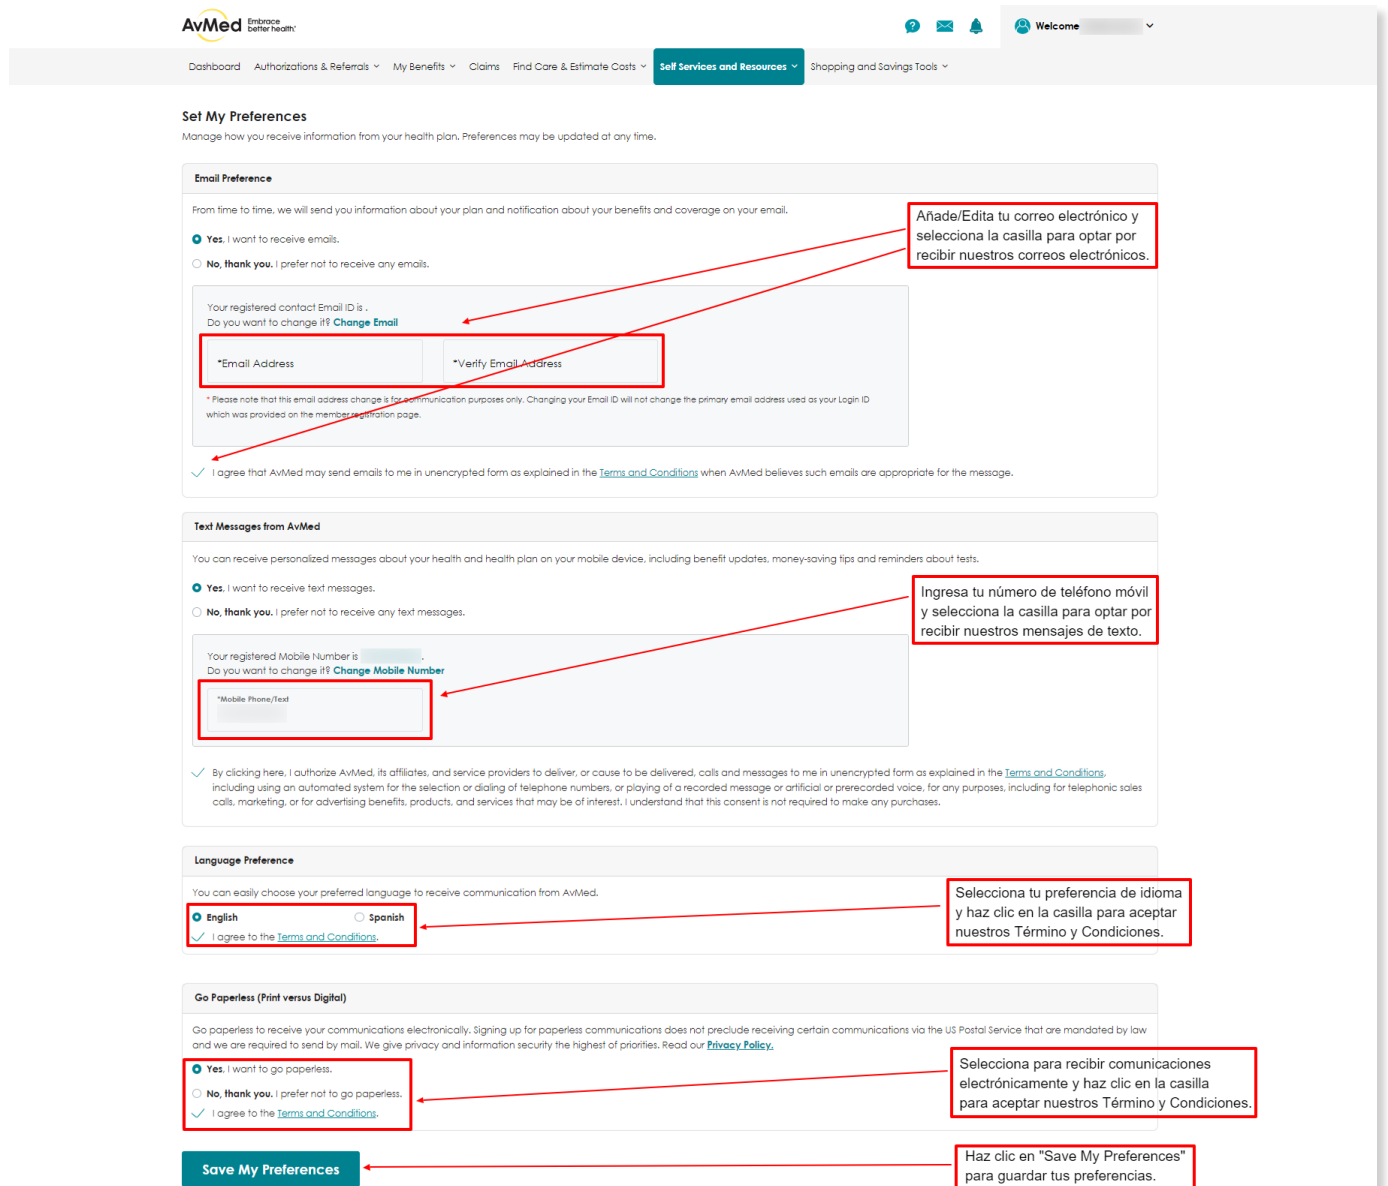 AvMed Embrace
better health.
Welcome
Dashboard Authorizations & Referrals My Benefits Claims Find Care & Estimate Costs Self Services and Resources Shopping and Savings Tools
Set My Preferences
Manage how you receive information from your health plan. Preferences may be updated at any time.
Email Preference
From time to time, we will send you information about your plan and notification about your benefits and coverage on your email.
Yes, I want to receive emails.
No, thank you. I prefer not to receive any emails.
Añade/Edita tu correo electrónico y
selecciona la casilla para optar por
recibir nuestros correos electrónicos.
Your registered contact Email ID is .
Do you want to change it? Change Email
*Email Address *Verify Email Address
* Please note that this email address change is for communication purposes only. Changing your Email ID will not change the primary email address used as your Login ID
which was provided on the member registration page.
I agree that AvMed may send emails to me in unencrypted form as explained in the Terms and Conditions when AvMed believes such emails are appropriate for the message.
Text Messages from AvMed
You can receive personalized messages about your health and health plan on your mobile device, including benefit updates, money-saving tips and reminders about tests.
Yes, I want to receive text messages.
No, thank you. I prefer not to receive any text messages.
Ingresa tu número de teléfono móvil
y selecciona la casilla para optar por
recibir nuestros mensajes de texto.
Your registered Mobile Number is .
Do you want to change it? Change Mobile Number
*Mobile Phone/Text
By clicking here, I authorize AvMed, its affiliates, and service providers to deliver, or cause to be delivered, calls and messages to me in unencrypted form as explained in the Terms and Conditions,
including using an automated system for the selection or dialing of telephone numbers, or playing of a recorded message or artificial or prerecorded voice, for any purposes, including for telephonic sales
calls, marketing, or for advertising benefits, products, and services that may be of interest. I understand that this consent is not required to make any purchases.
Language Preference
You can easily choose your preferred language to receive communication from AvMed.
English Spanish
I agree to the Terms and Conditions.
Selecciona tu preferencia de idioma
y haz clic en la casilla para aceptar
nuestros Término y Condiciones.
Go Paperless (Print versus Digital)
Go paperless to receive your communications electronically. Signing up for paperless communications does not preclude receiving certain communications via the US Postal Service that are mandated by law
and we are required to send by mail. We give privacy and information security the highest of priorities. Read our Privacy Policy.
Yes, I want to go paperless.
No, thank you. I prefer not to go paperless.
I agree to the Terms and Conditions.
Selecciona para recibir comunicaciones
electrónicamente y haz clic en la casilla
para aceptar nuestros Término y Condiciones.
Save My Preferences
Haz clic en "Save My Preferences"
para guardar tus preferencias.